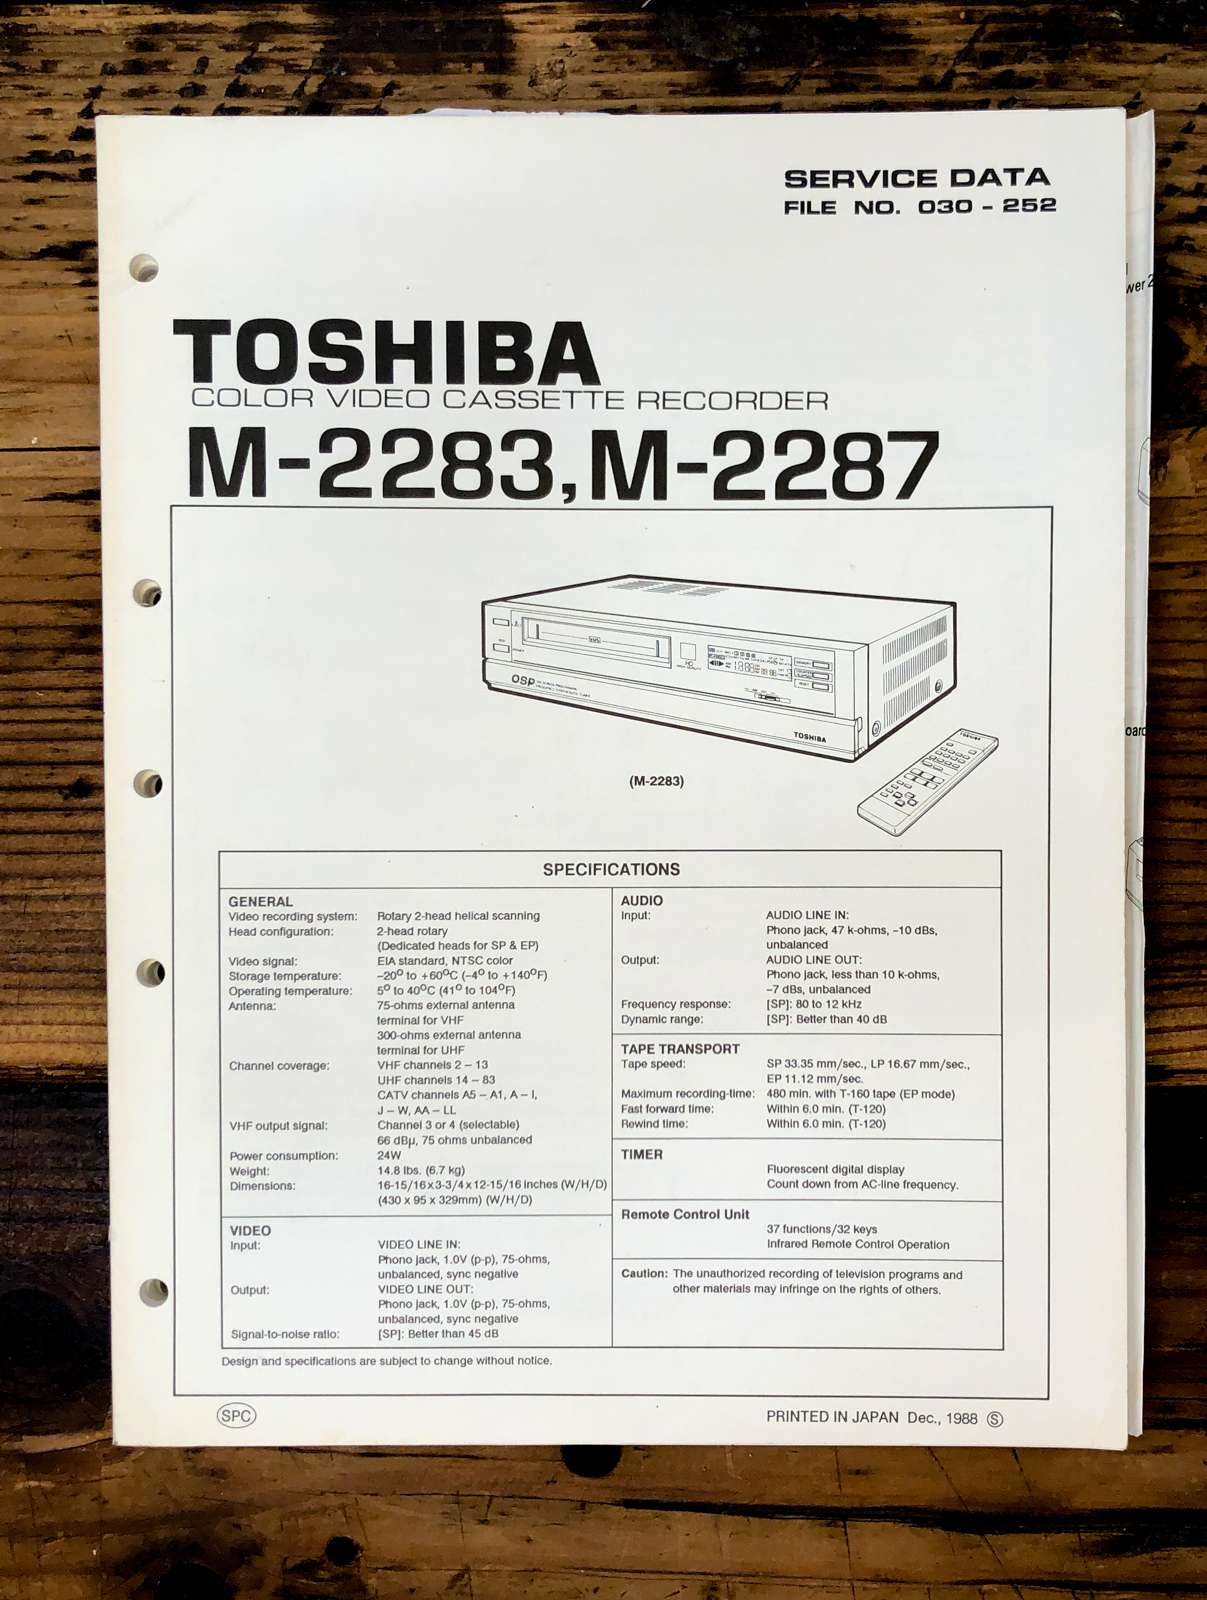 SERVICE DATA
FILE NO. 030 - 252
wer 2
TOSHIBA
COLOR VIDEO CASSETTE RECORDER
M-2283, M-2287
VHS
POWER
HQ
OSP
TOSHIBA
TOSHIBA
(M-2283)
SPECIFICATIONS
GENERAL
Video recording system: Rotary 2-head helical scanning
Head configuration: 2-head rotary
(Dedicated heads for SP & EP)
Video signal: EIA standard, NTSC color
Storage temperature: -20° to +60°C (-4° to +140°F)
Operating temperature: 5° to 40°C (41° to 104°F)
Antenna: 75-ohms external antenna
terminal for VHF
300-ohms external antenna
terminal for UHF
Channel coverage: VHF channels 2 – 13
UHF channels 14 – 83
CATV channels A5 – A1, A – I,
J – W, AA – LL
VHF output signal: Channel 3 or 4 (selectable)
66 dBμ, 75 ohms unbalanced
Power consumption: 24W
Weight: 14.8 lbs. (6.7 kg)
Dimensions: 16-15/16x3-3/4x12-15/16 inches (W/H/D)
(430 x 95 x 329mm) (W/H/D)
VIDEO
Input: VIDEO LINE IN:
Phono jack, 1.0V (p-p), 75-ohms,
unbalanced, sync negative
Output: VIDEO LINE OUT:
Phono jack, 1.0V (p-p), 75-ohms,
unbalanced, sync negative
Signal-to-noise ratio: [SP]: Better than 45 dB
AUDIO
Input: AUDIO LINE IN:
Phono jack, 47 k-ohms, -10 dBs,
unbalanced
Output: AUDIO LINE OUT:
Phono jack, less than 10 k-ohms,
-7 dBs, unbalanced
Frequency response: [SP]: 80 to 12 kHz
Dynamic range: [SP]: Better than 40 dB
TAPE TRANSPORT
Tape speed: SP 33.35 mm/sec., LP 16.67 mm/sec.,
EP 11.12 mm/sec.
Maximum recording-time: 480 min. with T-160 tape (EP mode)
Fast forward time: Within 6.0 min. (T-120)
Rewind time: Within 6.0 min. (T-120)
TIMER
Fluorescent digital display
Count down from AC-line frequency.
Remote Control Unit
37 functions/32 keys
Infrared Remote Control Operation
Caution: The unauthorized recording of television programs and
other materials may infringe on the rights of others.
Design and specifications are subject to change without notice.
SPC
PRINTED IN JAPAN Dec., 1988 Ⓢ